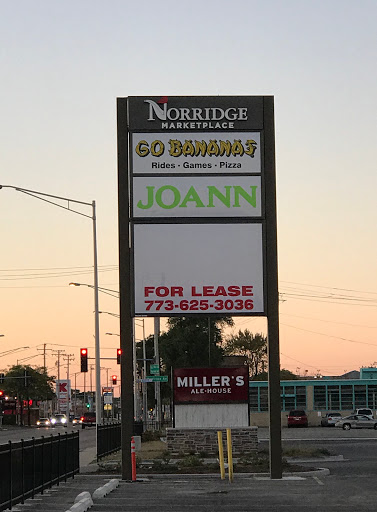 NORRIDGE
MARKETPLACE
GO BANANAS
Rides • Games • Pizza
JOANN
FOR LEASE
773-625-3036
MILLER'S
ALE•HOUSE
K